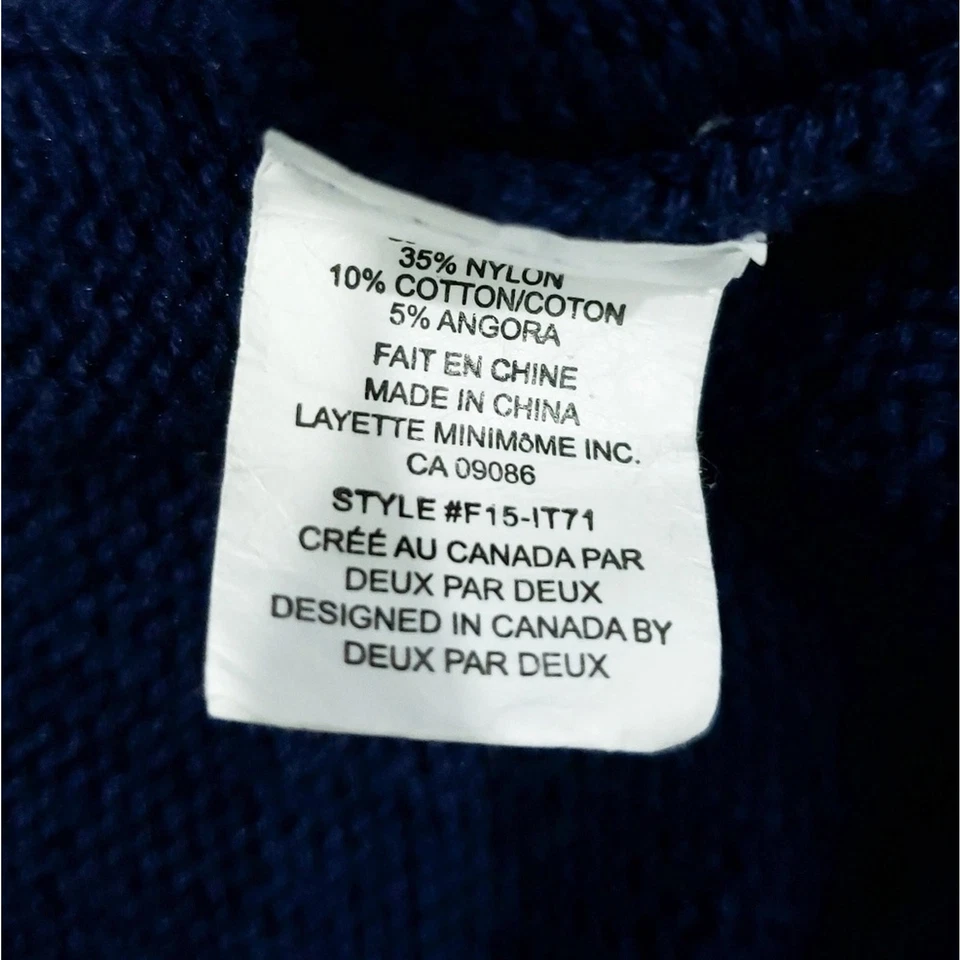 35% NYLON
10% COTTON/COTON
5% ANGORA
FAIT EN CHINE
MADE IN CHINA
LAYETTE MINIMôME INC.
CA 09086
STYLE #F15-IT71
CRÉÉ AU CANADA PAR
DEUX PAR DEUX
DESIGNED IN CANADA BY
DEUX PAR DEUX